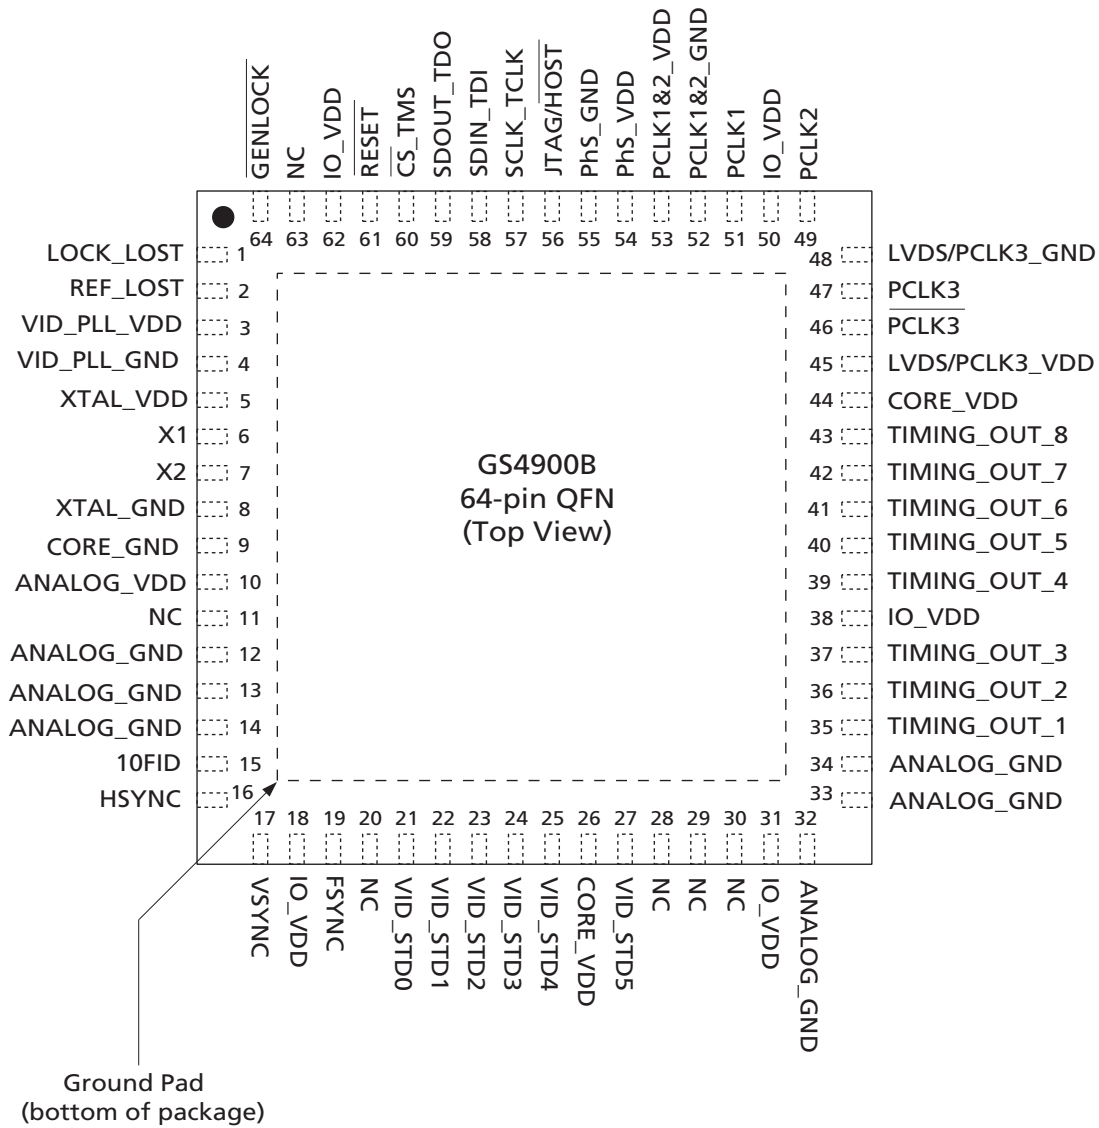 GENLOCK
NC
IO_VDD
RESET
CS_TMS
SDOUT_TDO
SDIN_TDI
SCLK_TCLK
JTAG/HOST
PhS_GND
PhS_VDD
PCLK1&2_VDD
PCLK1&2_GND
PCLK1
IO_VDD
PCLK2
64 63 62 61 60 59 58 57 56 55 54 53 52 51 50 49
LOCK_LOST 1
REF_LOST 2
VID_PLL_VDD 3
VID_PLL_GND 4
XTAL_VDD 5
X1 6
X2 7
XTAL_GND 8
CORE_GND 9
ANALOG_VDD 10
NC 11
ANALOG_GND 12
ANALOG_GND 13
ANALOG_GND 14
10FID 15
HSYNC 16
GS4900B
64-pin QFN
(Top View)
48 LVDS/PCLK3_GND
47 PCLK3
46 PCLK3
45 LVDS/PCLK3_VDD
44 CORE_VDD
43 TIMING_OUT_8
42 TIMING_OUT_7
41 TIMING_OUT_6
40 TIMING_OUT_5
39 TIMING_OUT_4
38 IO_VDD
37 TIMING_OUT_3
36 TIMING_OUT_2
35 TIMING_OUT_1
34 ANALOG_GND
33 ANALOG_GND
17 18 19 20 21 22 23 24 25 26 27 28 29 30 31 32
VSYNC
IO_VDD
FSYNC
NC
VID_STD0
VID_STD1
VID_STD2
VID_STD3
VID_STD4
CORE_VDD
VID_STD5
NC
NC
NC
IO_VDD
ANALOG_GND
Ground Pad
(bottom of package)